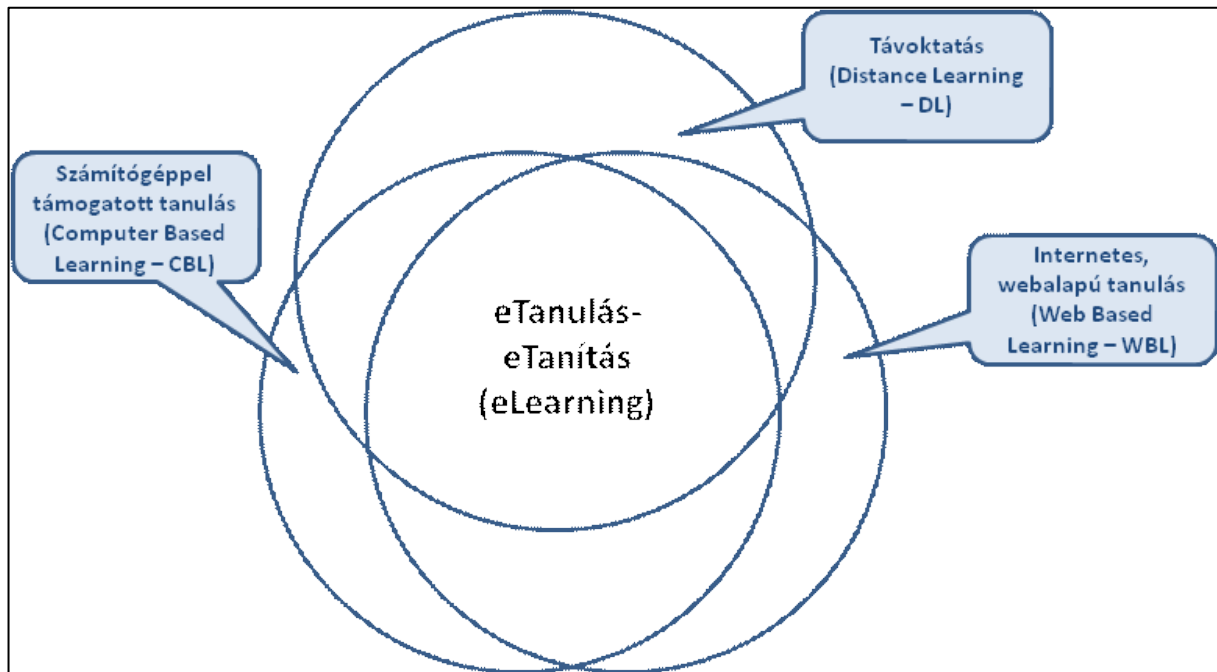 Távoktatás
(Distance Learning
– DL)
Számítógéppel
támogatott tanulás
(Computer Based
Learning – CBL)
Internetes,
webalapú tanulás
(Web Based
Learning – WBL)
eTanulás-
eTanítás
(eLearning)